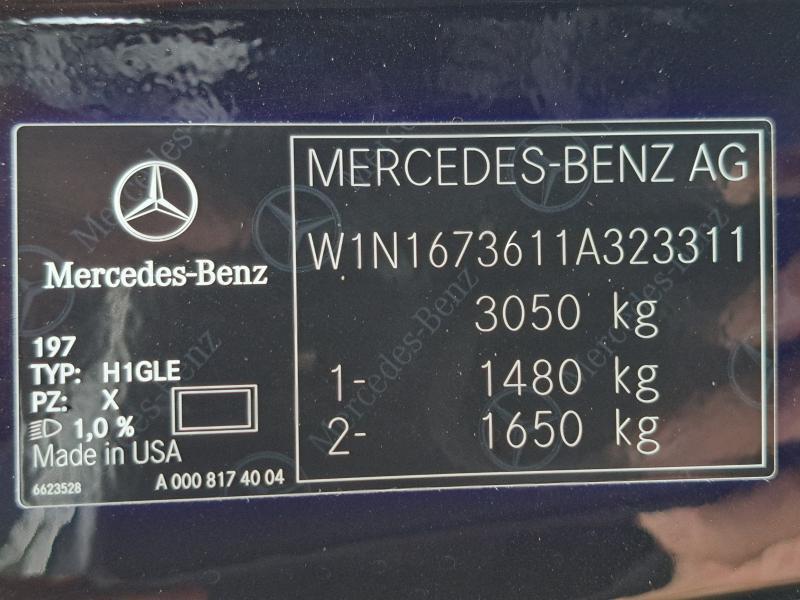 Mercedes-Benz
197
TYP: H1GLE
PZ: X
1,0 %
Made in USA
6623528
A 000 817 40 04
MERCEDES-BENZ AG
W1N1673611A323311
3050 kg
1- 1480 kg
2- 1650 kg